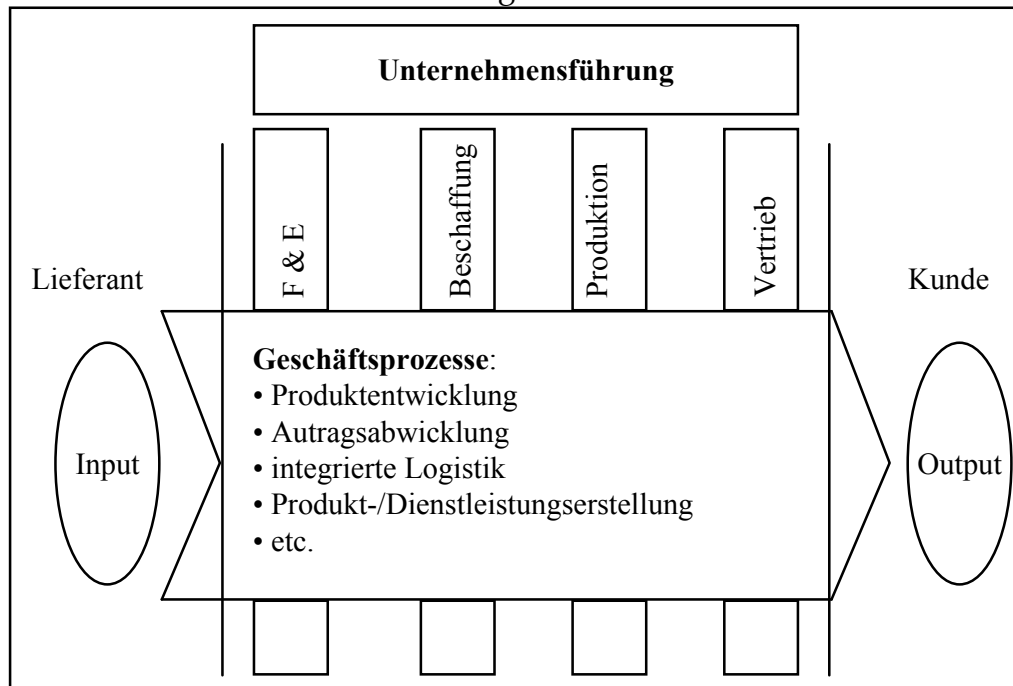 Unternehmensführung
F & E
Beschaffung
Produktion
Vertrieb
Lieferant
Kunde
Geschäftsprozesse:
• Produktentwicklung
• Autragsabwicklung
• integrierte Logistik
• Produkt-/Dienstleistungserstellung
• etc.
Input
Output